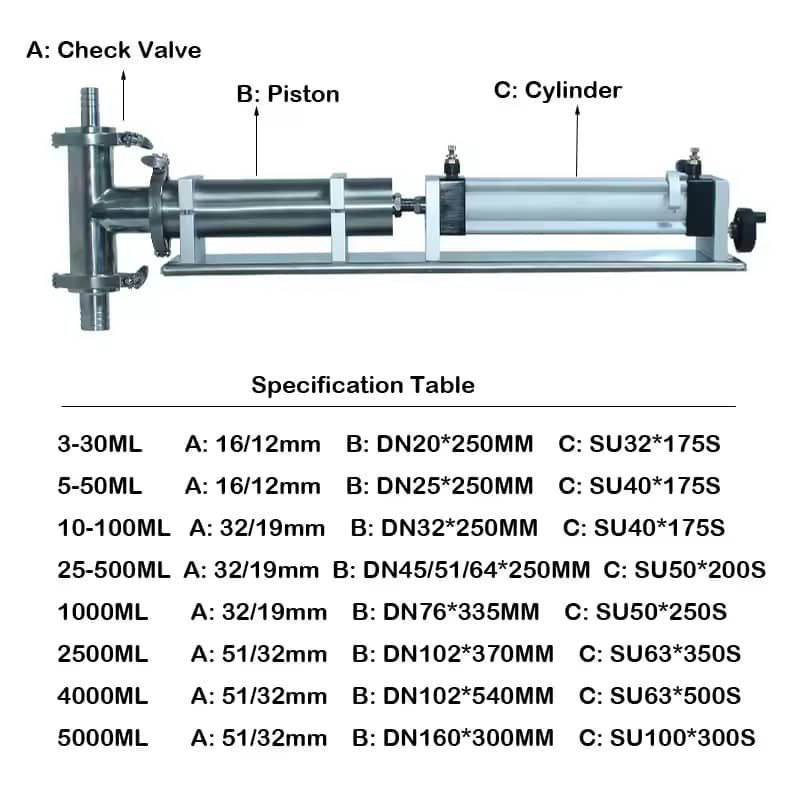 A: Check Valve
B: Piston
C: Cylinder
Specification Table
3-30ML A: 16/12mm B: DN20*250MM C: SU32*175S
5-50ML A: 16/12mm B: DN25*250MM C: SU40*175S
10-100ML A: 32/19mm B: DN32*250MM C: SU40*175S
25-500ML A: 32/19mm B: DN45/51/64*250MM C: SU50*200S
1000ML A: 32/19mm B: DN76*335MM C: SU50*250S
2500ML A: 51/32mm B: DN102*370MM C: SU63*350S
4000ML A: 51/32mm B: DN102*540MM C: SU63*500S
5000ML A: 51/32mm B: DN160*300MM C: SU100*300S